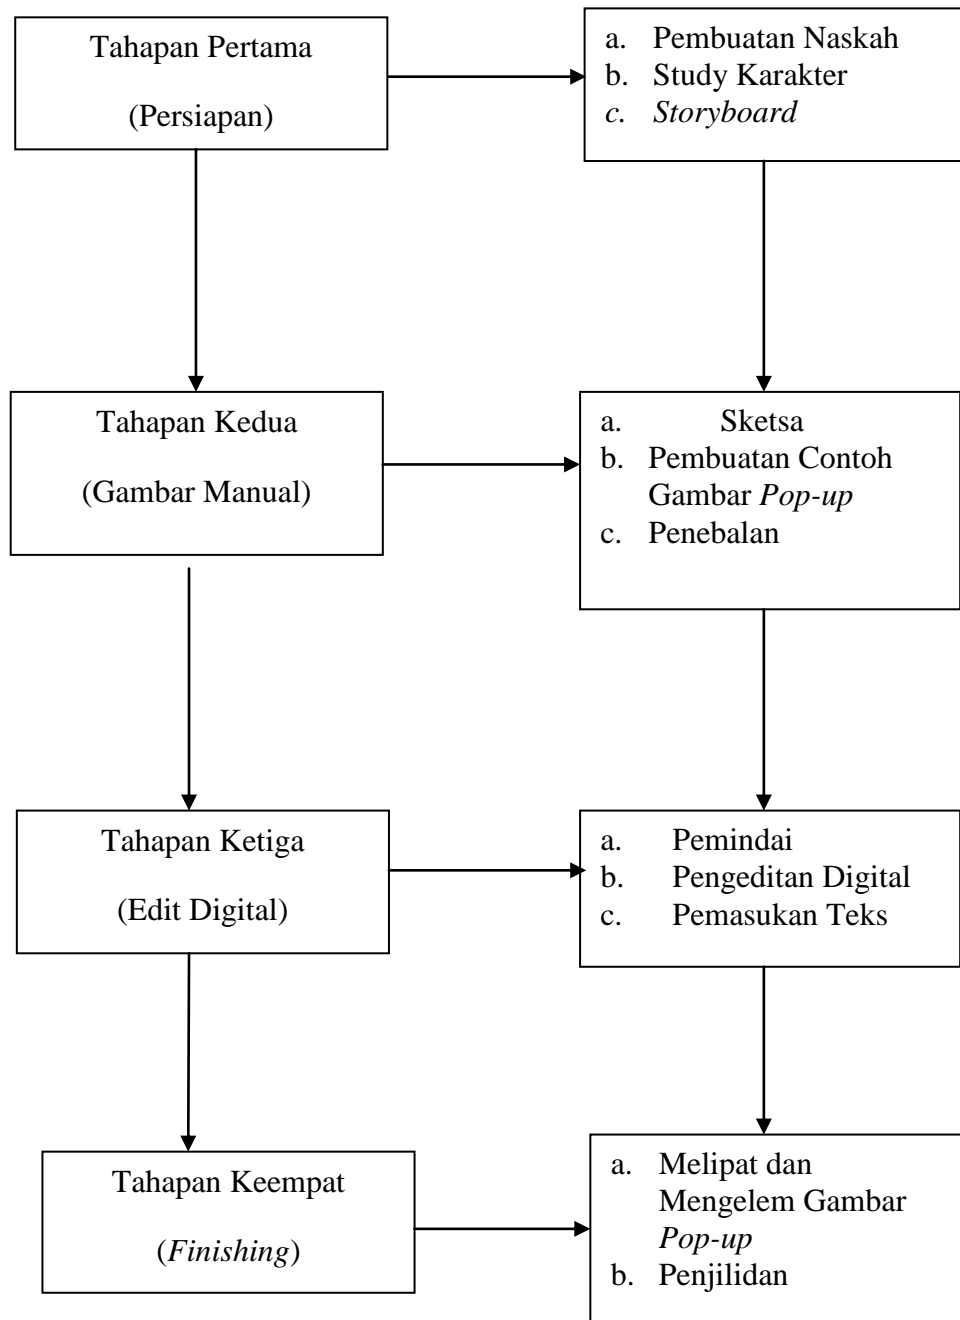 Tahapan Pertama
(Persiapan)
a. Pembuatan Naskah
b. Study Karakter
c. Storyboard
Tahapan Kedua
(Gambar Manual)
a. Sketsa
b. Pembuatan Contoh
Gambar Pop-up
c. Penebalan
Tahapan Ketiga
(Edit Digital)
a. Pemindai
b. Pengeditan Digital
c. Pemasukan Teks
Tahapan Keempat
(Finishing)
a. Melipat dan
Mengelem Gambar
Pop-up
b. Penjilidan